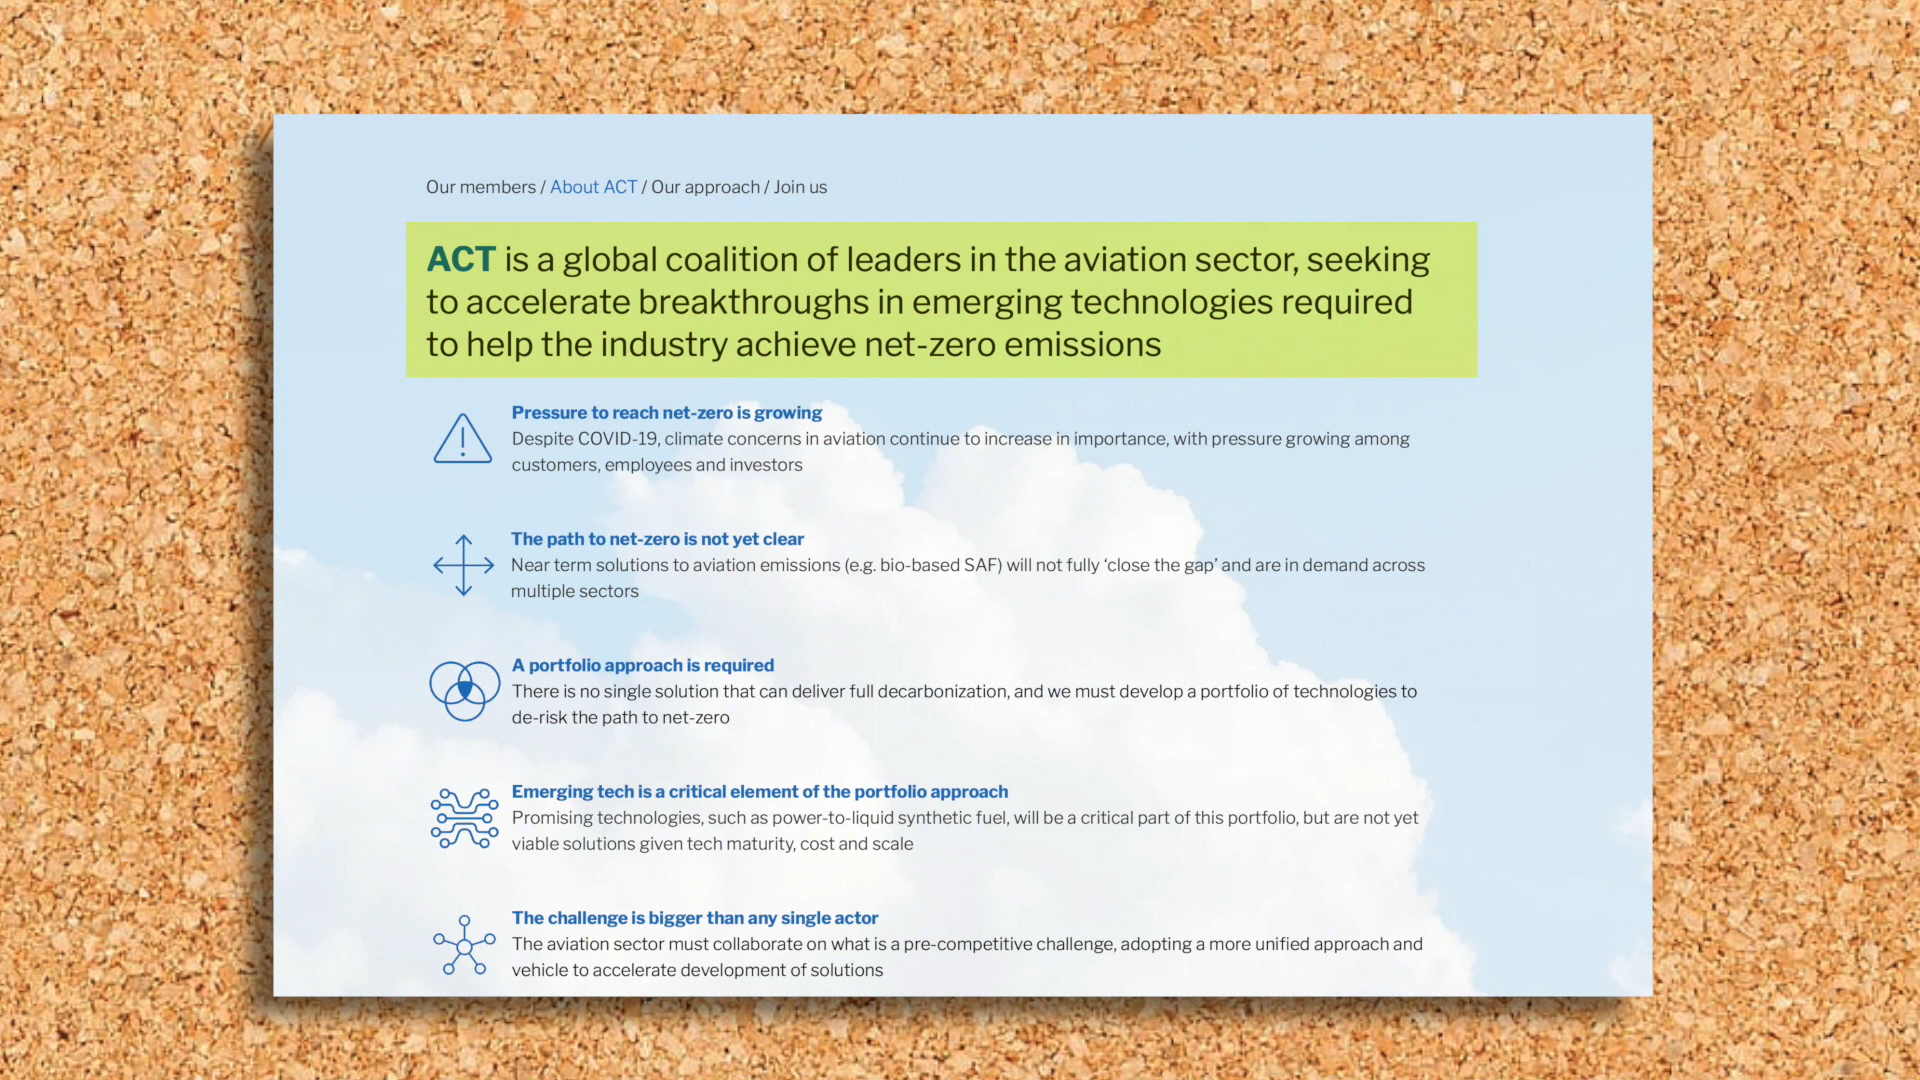 Our members / About ACT / Our approach / Join us
ACT is a global coalition of leaders in the aviation sector, seeking
to accelerate breakthroughs in emerging technologies required
to help the industry achieve net-zero emissions
Pressure to reach net-zero is growing
Despite COVID-19, climate concerns in aviation continue to increase in importance, with pressure growing among
customers, employees and investors
The path to net-zero is not yet clear
Near term solutions to aviation emissions (e.g. bio-based SAF) will not fully ‘close the gap’ and are in demand across
multiple sectors
A portfolio approach is required
There is no single solution that can deliver full decarbonization, and we must develop a portfolio of technologies to
de-risk the path to net-zero
Emerging tech is a critical element of the portfolio approach
Promising technologies, such as power-to-liquid synthetic fuel, will be a critical part of this portfolio, but are not yet
viable solutions given tech maturity, cost and scale
The challenge is bigger than any single actor
The aviation sector must collaborate on what is a pre-competitive challenge, adopting a more unified approach and
vehicle to accelerate development of solutions